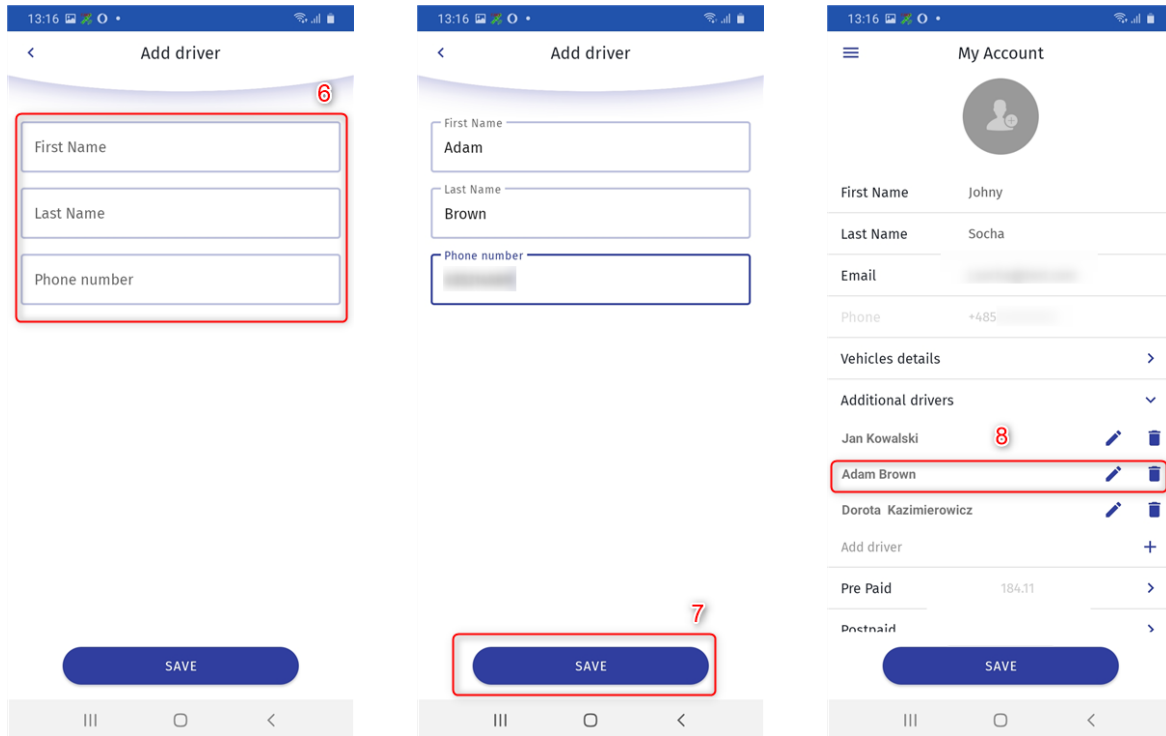 13:16
Add driver
6
First Name
Last Name
Phone number
SAVE
13:16
Add driver
First Name
Adam
Last Name
Brown
Phone number
7
SAVE
13:16
My Account
First Name Johny
Last Name Socha
Email
Phone +485
Vehicles details
Additional drivers
Jan Kowalski
8
Adam Brown
Dorota Kazimierowicz
Add driver
Pre Paid 184.11
Postpaid
SAVE